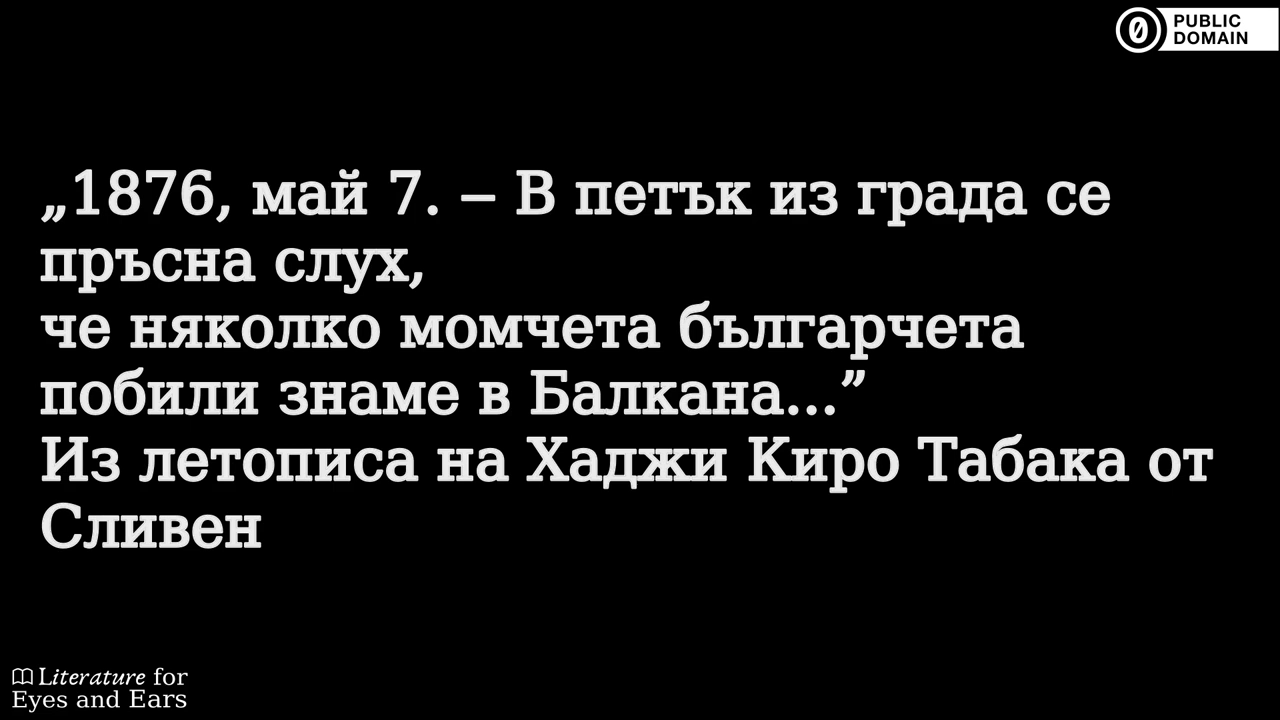 PUBLIC
DOMAIN
„1876, май 7. – В петък из града се
пръсна слух,
че няколко момчета българчета
побили знаме в Балкана...”
Из летописа на Хаджи Киро Табака от
Сливен
Literature for
Eyes and Ears